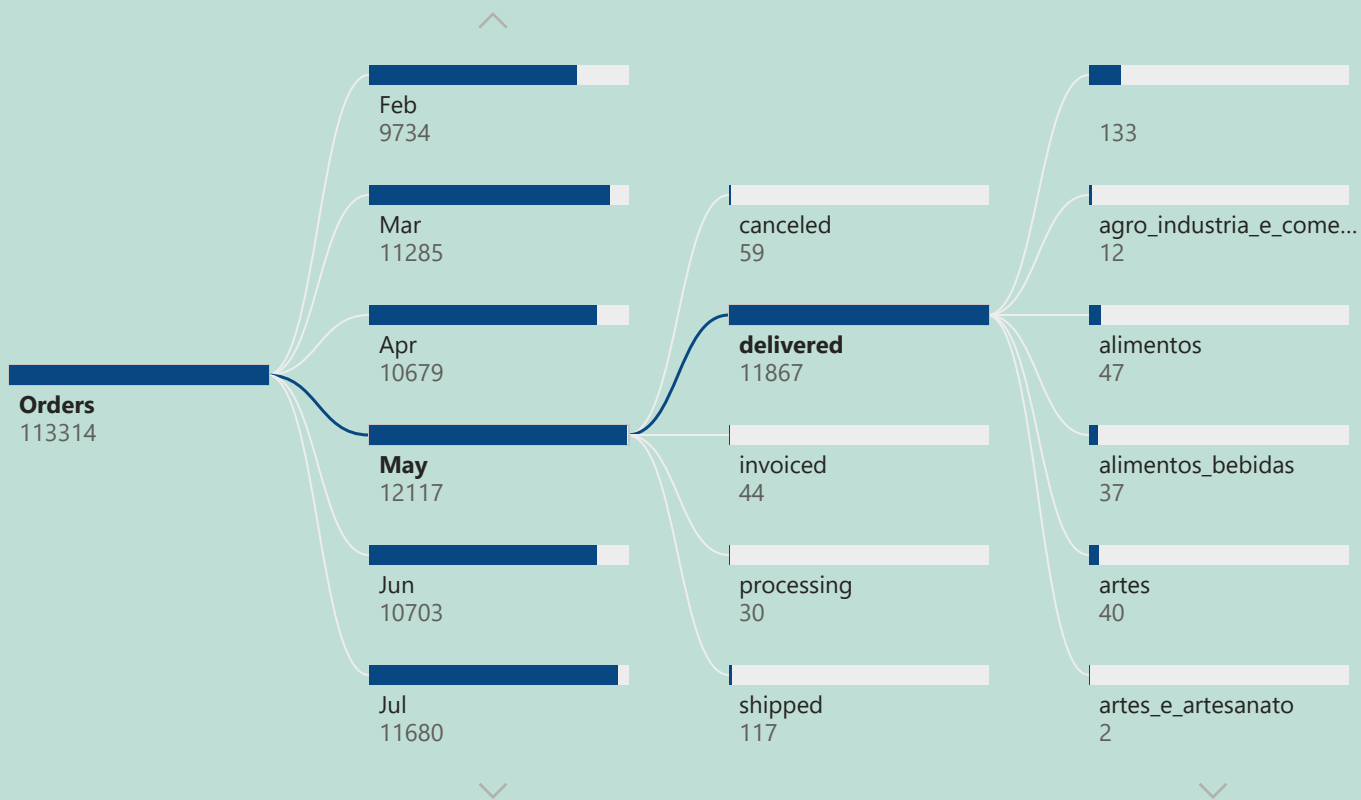 Orders
113314
Feb
9734
Mar
11285
Apr
10679
May
12117
Jun
10703
Jul
11680
canceled
59
delivered
11867
invoiced
44
processing
30
shipped
117
133
agro_industria_e_come...
12
alimentos
47
alimentos_bebidas
37
artes
40
artes_e_artesanato
2